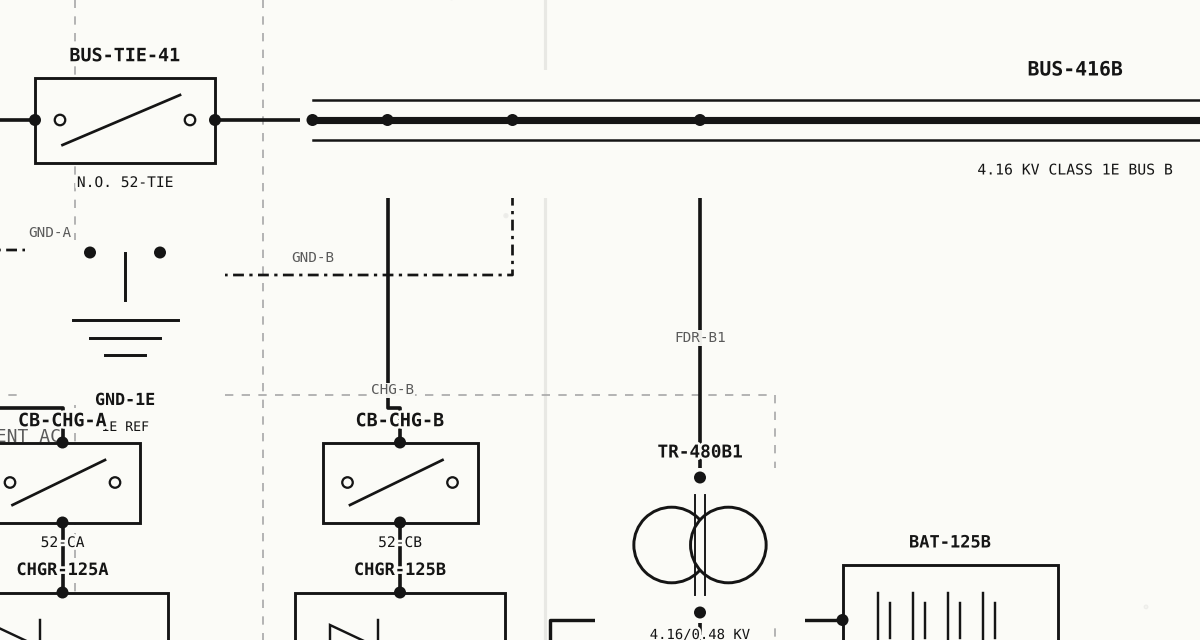 BUS-TIE-41
BUS-416B
4.16 KV CLASS 1E BUS B
N.O. 52-TIE
GND-A
GND-B
FDR-B1
CHG-B
GND-1E
CB-CHG-A
CB-CHG-B
1E REF
ENT AC
TR-480B1
52-CA
52-CB
BAT-125B
CHGR-125A
CHGR-125B
4.16/0.48 KV